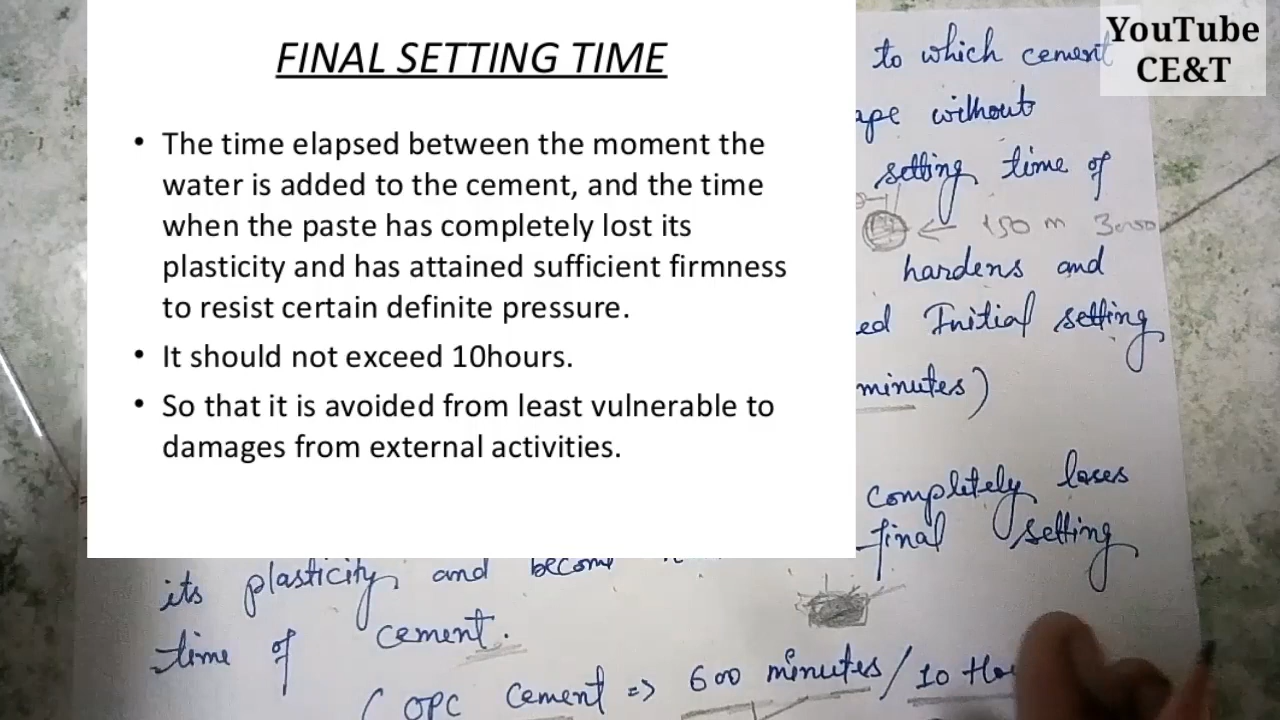 FINAL SETTING TIME
• The time elapsed between the moment the
water is added to the cement, and the time
when the paste has completely lost its
plasticity and has attained sufficient firmness
to resist certain definite pressure.
• It should not exceed 10hours.
• So that it is avoided from least vulnerable to
damages from external activities.
YouTube
CE&T
to which cement
ape without
setting time of
hardens and
ed Initial setting
minutes)
completely loses
final setting
its plasticity and become
time of cement.
(OPC cement => 600 minutes / 10